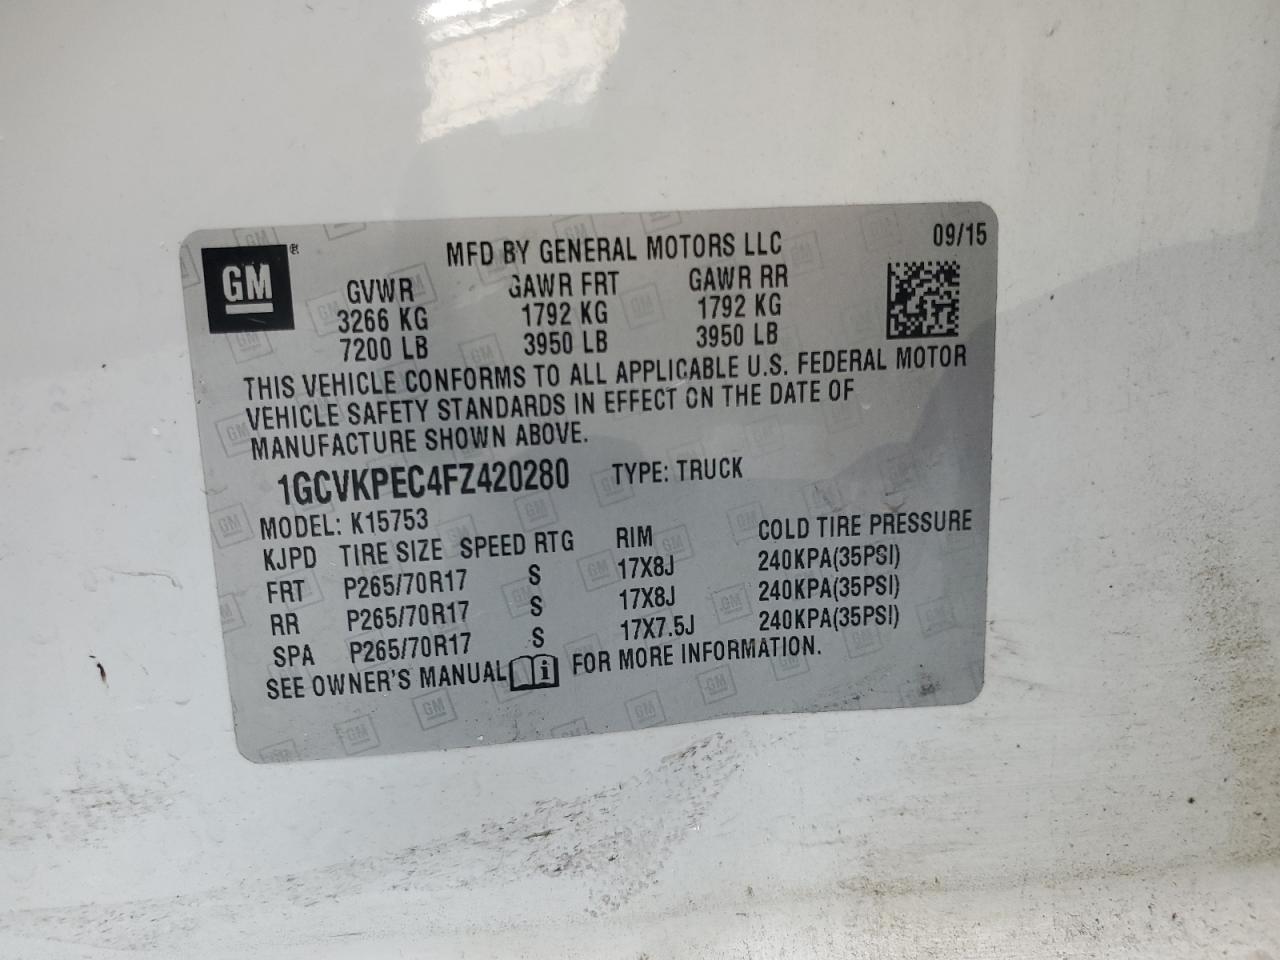 GM ®
MFD BY GENERAL MOTORS LLC 09/15
GVWR GAWR FRT GAWR RR
3266 KG 1792 KG 1792 KG
7200 LB 3950 LB 3950 LB
THIS VEHICLE CONFORMS TO ALL APPLICABLE U.S. FEDERAL MOTOR
VEHICLE SAFETY STANDARDS IN EFFECT ON THE DATE OF
MANUFACTURE SHOWN ABOVE.
1GCVKPEC4FZ420280 TYPE: TRUCK
MODEL: K15753
KJPD TIRE SIZE SPEED RTG RIM COLD TIRE PRESSURE
FRT P265/70R17 S 17X8J 240KPA(35PSI)
RR P265/70R17 S 17X8J 240KPA(35PSI)
SPA P265/70R17 S 17X7.5J 240KPA(35PSI)
SEE OWNER'S MANUAL i FOR MORE INFORMATION.